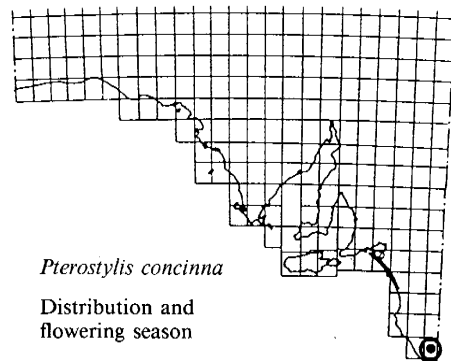 Pterostylis concinna
Distribution and
flowering season